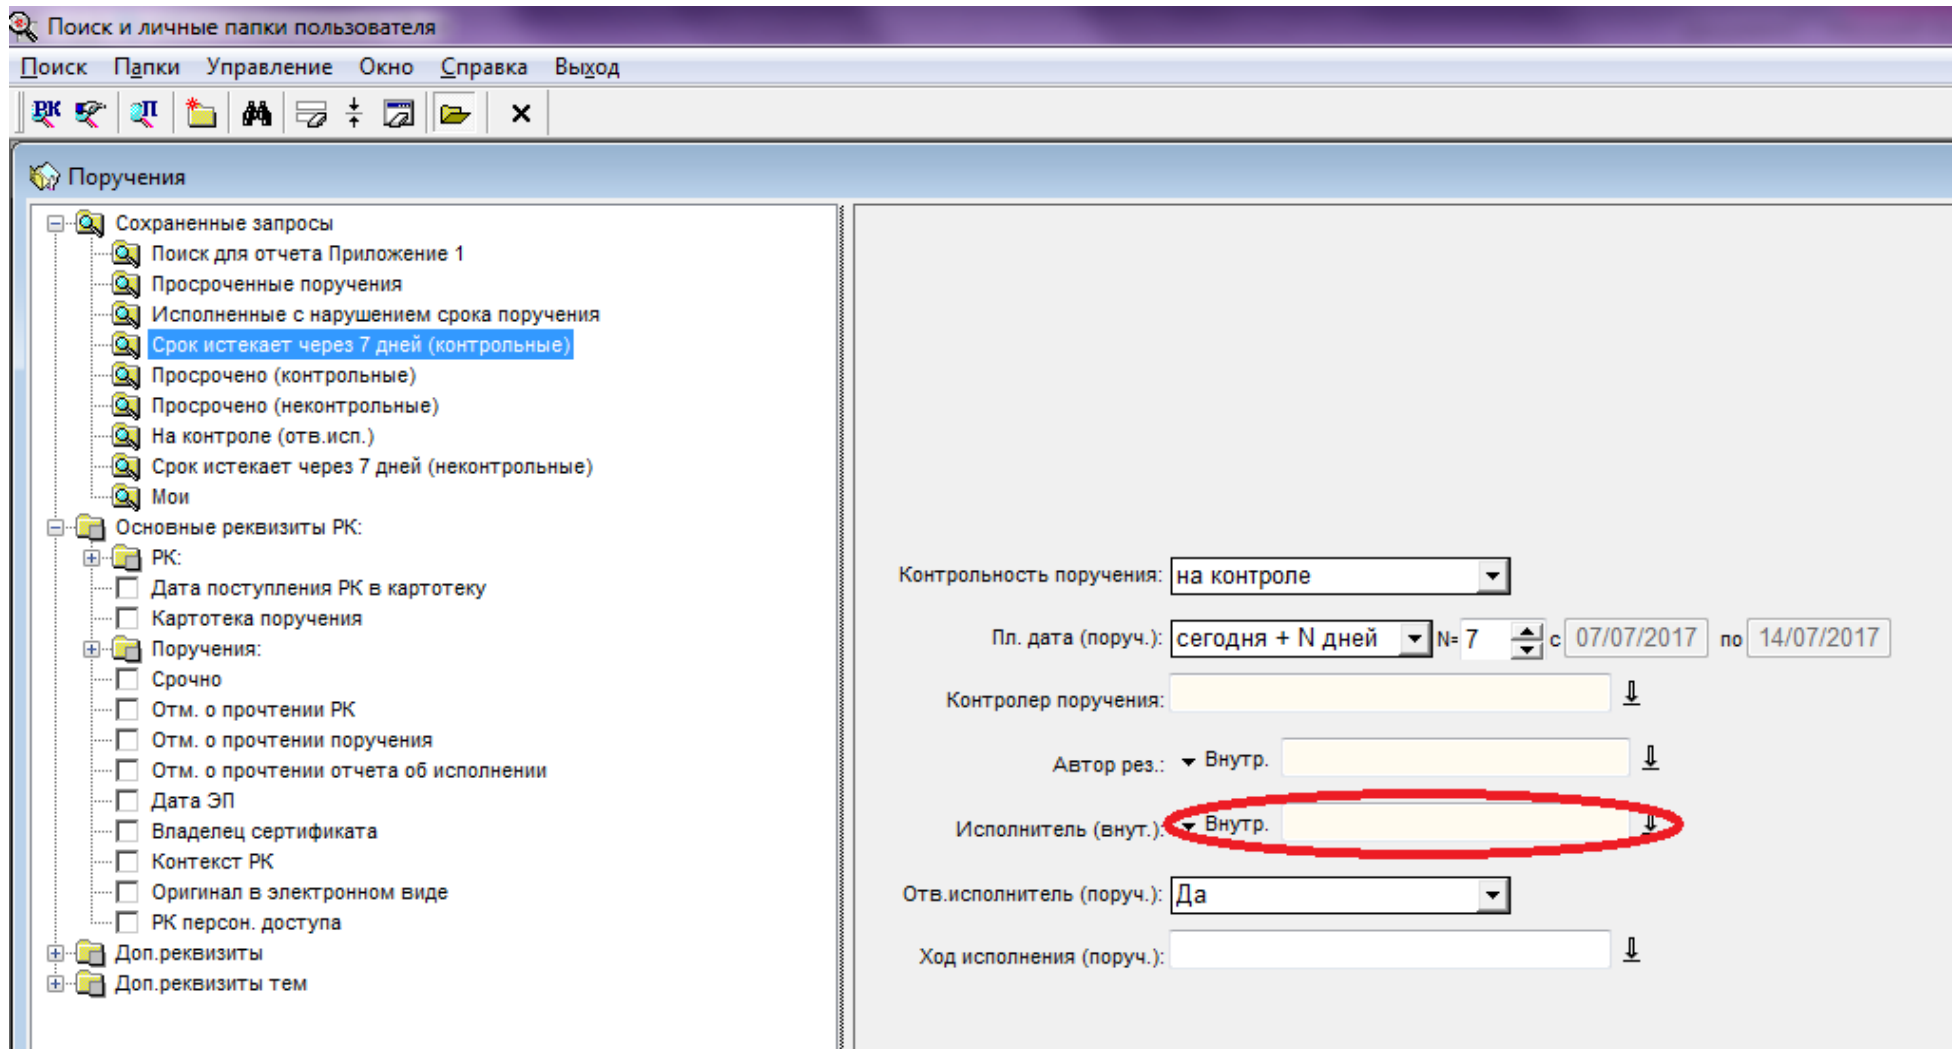 Поиск и личные папки пользователя
Поиск Папки Управление Окно Справка Выход
РК П
Поручения
Сохраненные запросы
Поиск для отчета Приложение 1
Просроченные поручения
Исполненные с нарушением срока поручения
Срок истекает через 7 дней (контрольные)
Просрочено (контрольные)
Просрочено (неконтрольные)
На контроле (отв.исп.)
Срок истекает через 7 дней (неконтрольные)
Мои
Основные реквизиты РК:
РК:
Дата поступления РК в картотеку
Картотека поручения
Поручения:
Срочно
Отм. о прочтении РК
Отм. о прочтении поручения
Отм. о прочтении отчета об исполнении
Дата ЭП
Владелец сертификата
Контекст РК
Оригинал в электронном виде
РК персон. доступа
Доп.реквизиты
Доп.реквизиты тем
Контрольность поручения: на контроле
Пл. дата (поруч.): сегодня + N дней N= 7 с 07/07/2017 по 14/07/2017
Контролер поручения:
Автор рез.: Внутр.
Исполнитель (внут.): Внутр.
Отв.исполнитель (поруч.): Да
Ход исполнения (поруч.):